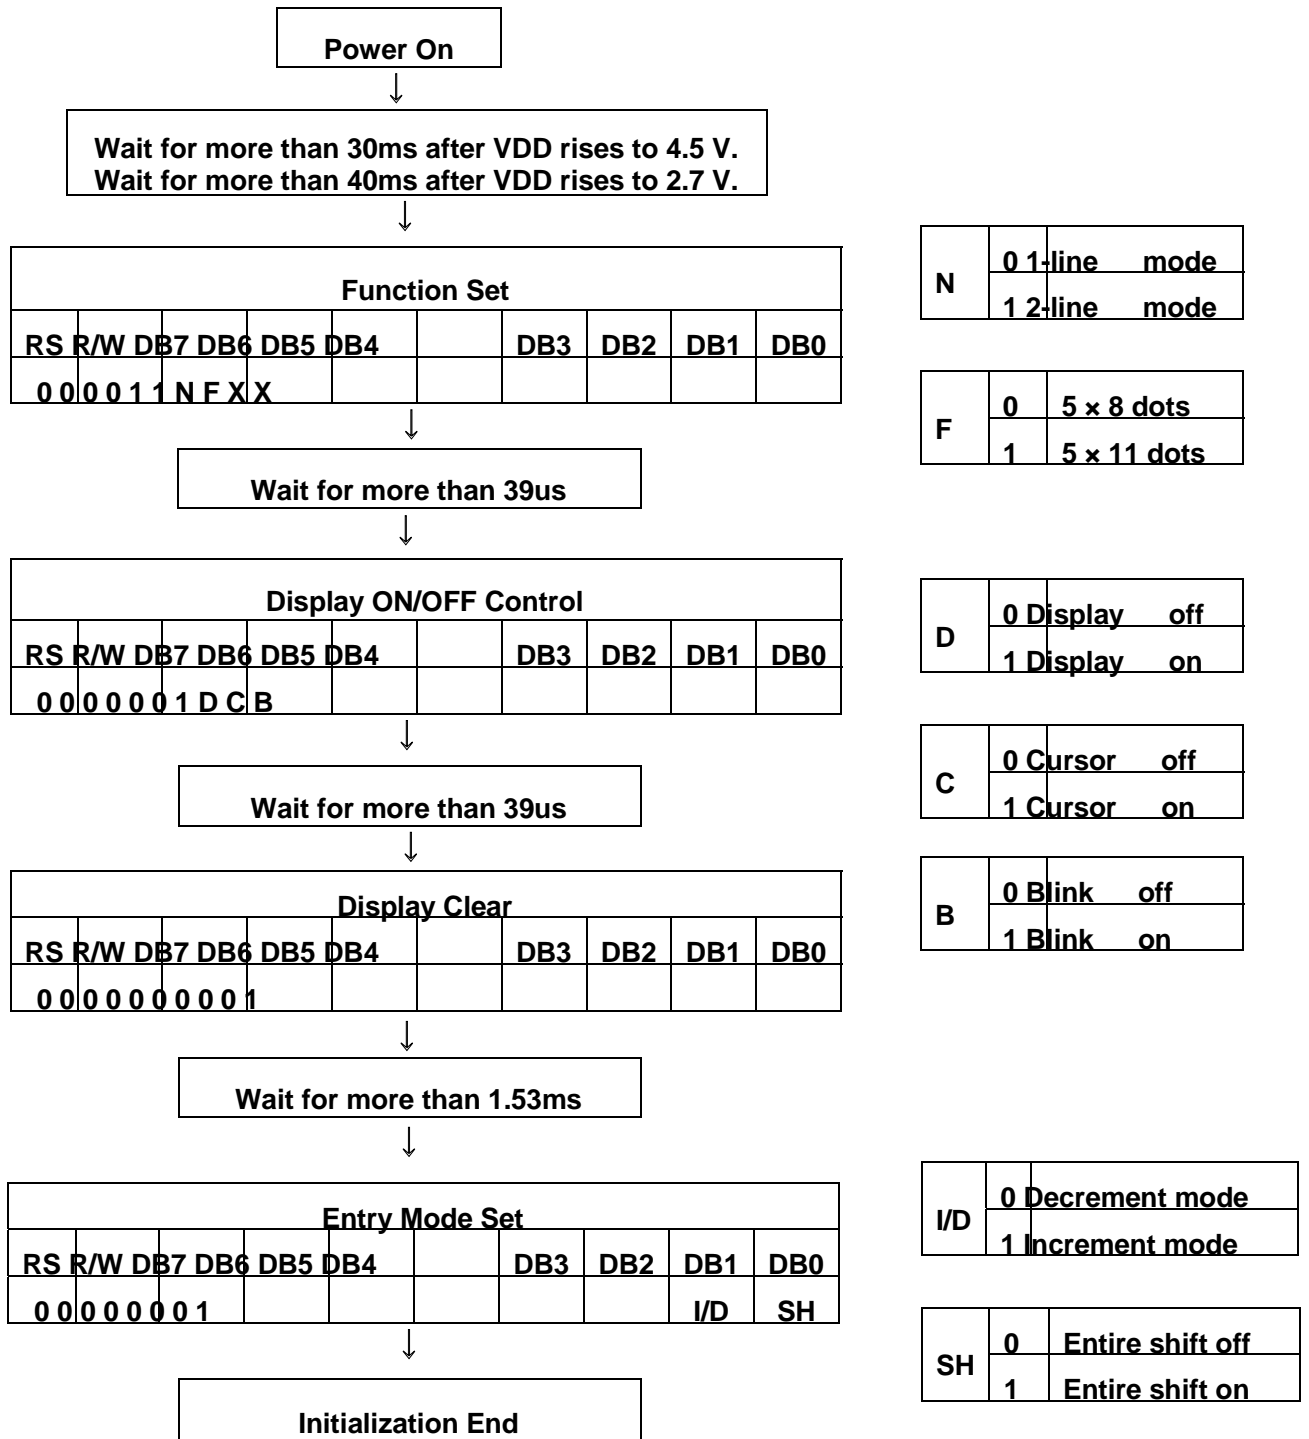 Power On
Wait for more than 30ms after VDD rises to 4.5 V.
Wait for more than 40ms after VDD rises to 2.7 V.
Function Set
RS R/W DB7 DB6 DB5 DB4 DB3 DB2 DB1 DB0
0 0 0 0 1 1 N F X X
Wait for more than 39us
Display ON/OFF Control
RS R/W DB7 DB6 DB5 DB4 DB3 DB2 DB1 DB0
0 0 0 0 0 0 1 D C B
Wait for more than 39us
Display Clear
RS R/W DB7 DB6 DB5 DB4 DB3 DB2 DB1 DB0
0 0 0 0 0 0 0 0 0 1
Wait for more than 1.53ms
Entry Mode Set
RS R/W DB7 DB6 DB5 DB4 DB3 DB2 DB1 DB0
0 0 0 0 0 0 0 1 I/D SH
Initialization End
N
0 1-line mode
1 2-line mode
F
0 5 × 8 dots
1 5 × 11 dots
D
0 Display off
1 Display on
C
0 Cursor off
1 Cursor on
B
0 Blink off
1 Blink on
I/D
0 Decrement mode
1 Increment mode
SH
0 Entire shift off
1 Entire shift on